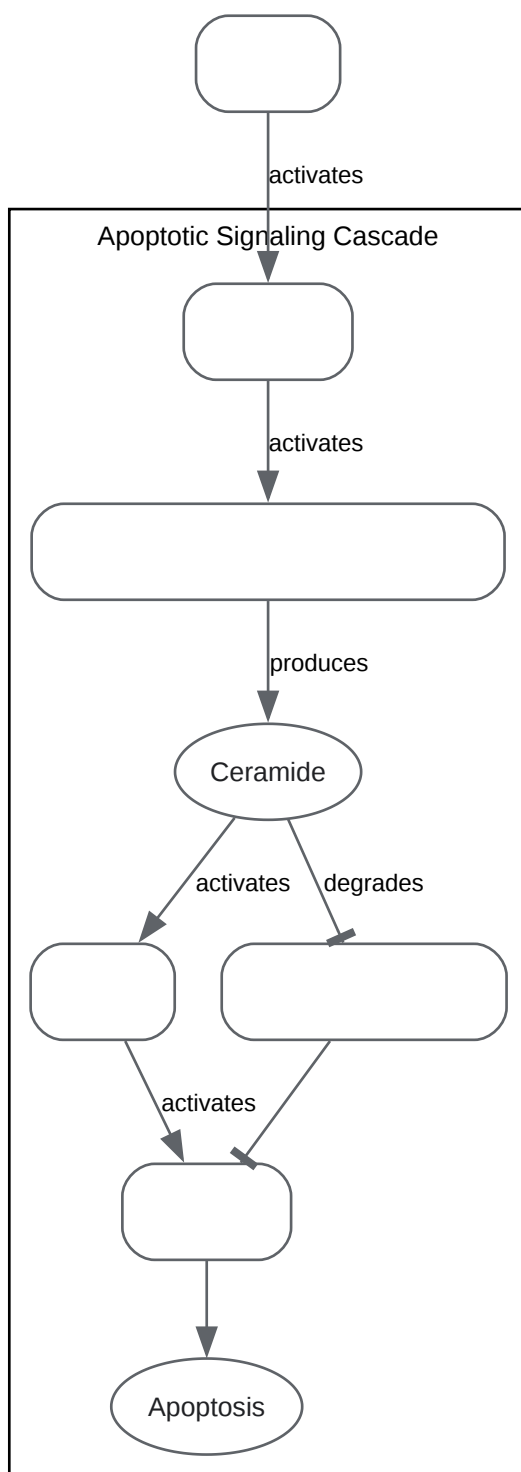 activates
Apoptotic Signaling Cascade
activates
produces
Ceramide
activates
degrades
activates
Apoptosis